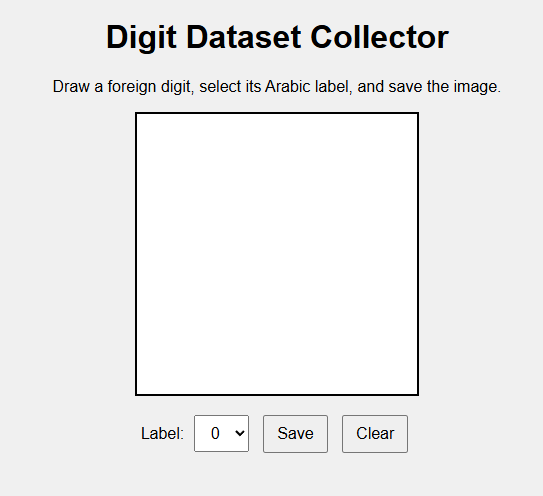 Digit Dataset Collector
Draw a foreign digit, select its Arabic label, and save the image.
Label: 0 Save Clear